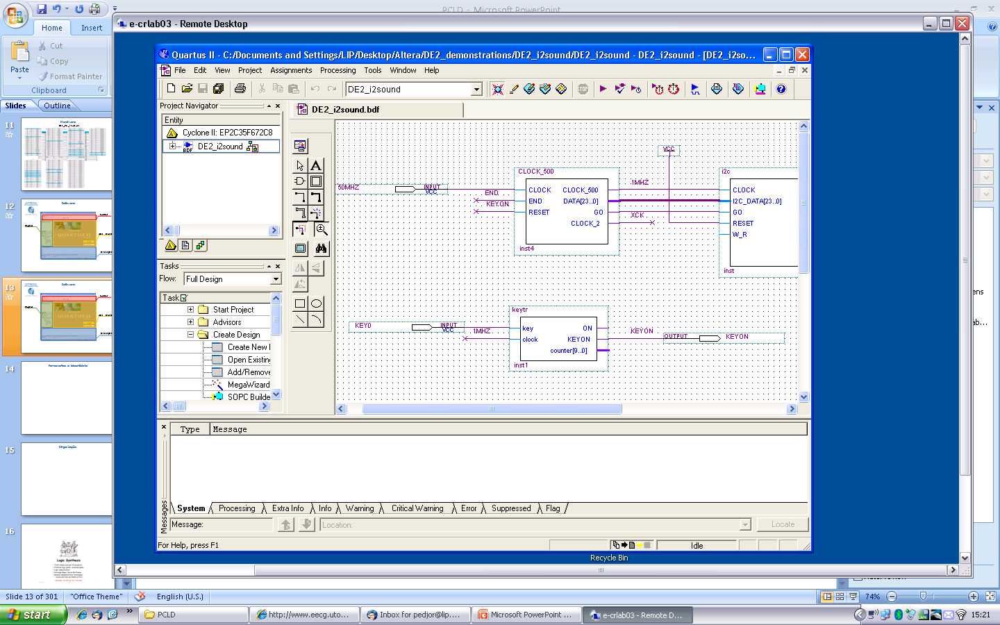 PCLD - Microsoft PowerPoint
Home
Insert
Cut
Copy
Format Painter
Paste
Clipboard
Slides
Outline
11
12
13
14
15
16
Logic Synthesis
e-crlab03 - Remote Desktop
Quartus II - C:/Documents and Settings/LIP/Desktop/Altera/DE2_demonstrations/DE2_i2sound/DE2_i2sound - DE2_i2sound - [DE2_i2so...
File Edit View Project Assignments Processing Tools Window Help
DE2_i2sound
Project Navigator
Entity
Cyclone II: EP2C35F672C8
BDF DE2_i2sound
Tasks
Flow: Full Design
Task
Start Project
Advisors
Create Design
Create New
Open Existing
Add/Remove
MegaWizard
SOPC Builde
DE2_i2sound.bdf
VCC
CLOCK_500
i2c
50MHZ
INPUT
VCC
END
KEYON
CLOCK CLOCK_500
END DATA[23..0]
RESET GO
CLOCK_2
inst4
1MHZ
XCK
CLOCK
I2C_DATA[23..0]
GO
RESET
W_R
inst
keytr
KEY0
INPUT
VCC
1MHZ
key ON
clock KEYON
counter[9..0]
inst1
KEYON
OUTPUT
KEYON
Type Message
System Processing Extra Info Info Warning Critical Warning Error Suppressed Flag
Messages
Message:
Location:
Locate
For Help, press F1
Idle
Recycle Bin
ens
ab...
Slide 13 of 301
"Office Theme"
English (U.S.)
74%
start
PCLD
http://www.eecg.uto...
Inbox for pedjor@lip....
Microsoft PowerPoint ...
e-crlab03 - Remote D...
15:21